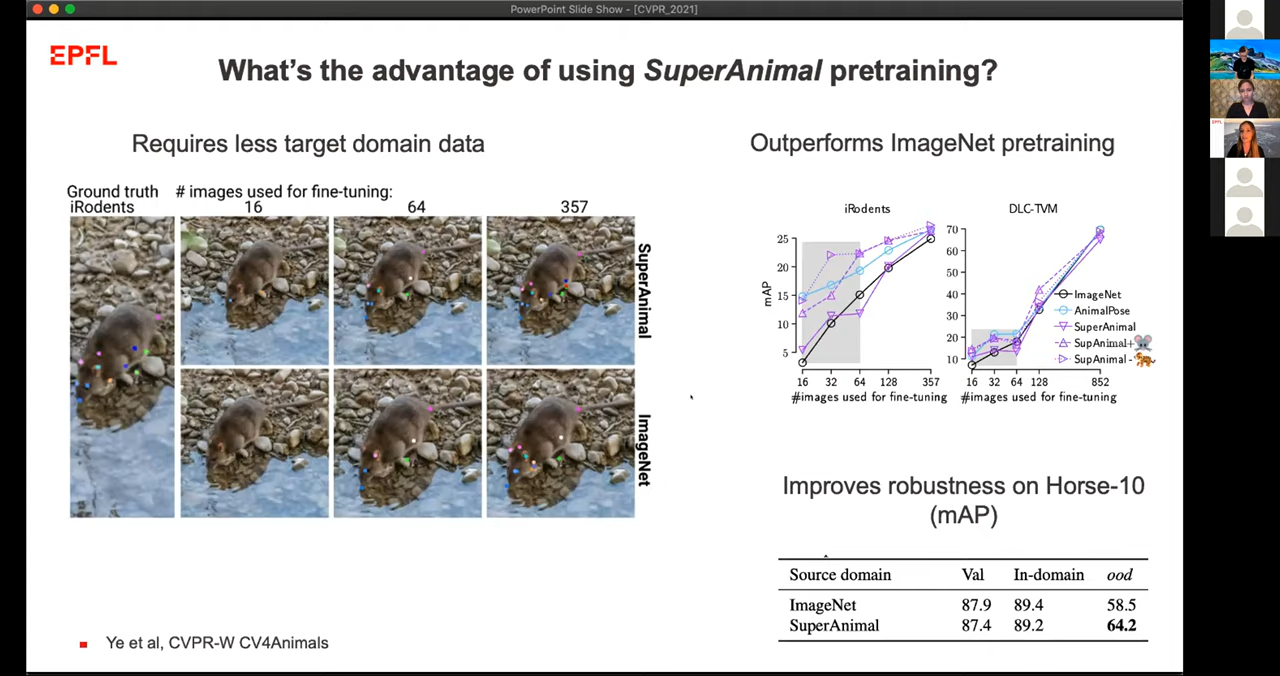 PowerPoint Slide Show - [CVPR_2021]
EPFL
What's the advantage of using SuperAnimal pretraining?
Requires less target domain data
Outperforms ImageNet pretraining
Ground truth # images used for fine-tuning:
iRodents 16 64 357
SuperAnimal
ImageNet
iRodents
mAP
25
20
15
10
5
16 32 64 128 357
#images used for fine-tuning
DLC-TVM
70
60
50
40
30
20
10
16 32 64 128 852
#images used for fine-tuning
ImageNet
AnimalPose
SuperAnimal
SupAnimal+
SupAnimal-
Improves robustness on Horse-10
(mAP)
Source domain Val In-domain ood
ImageNet 87.9 89.4 58.5
SuperAnimal 87.4 89.2 64.2
Ye et al, CVPR-W CV4Animals
EPFL